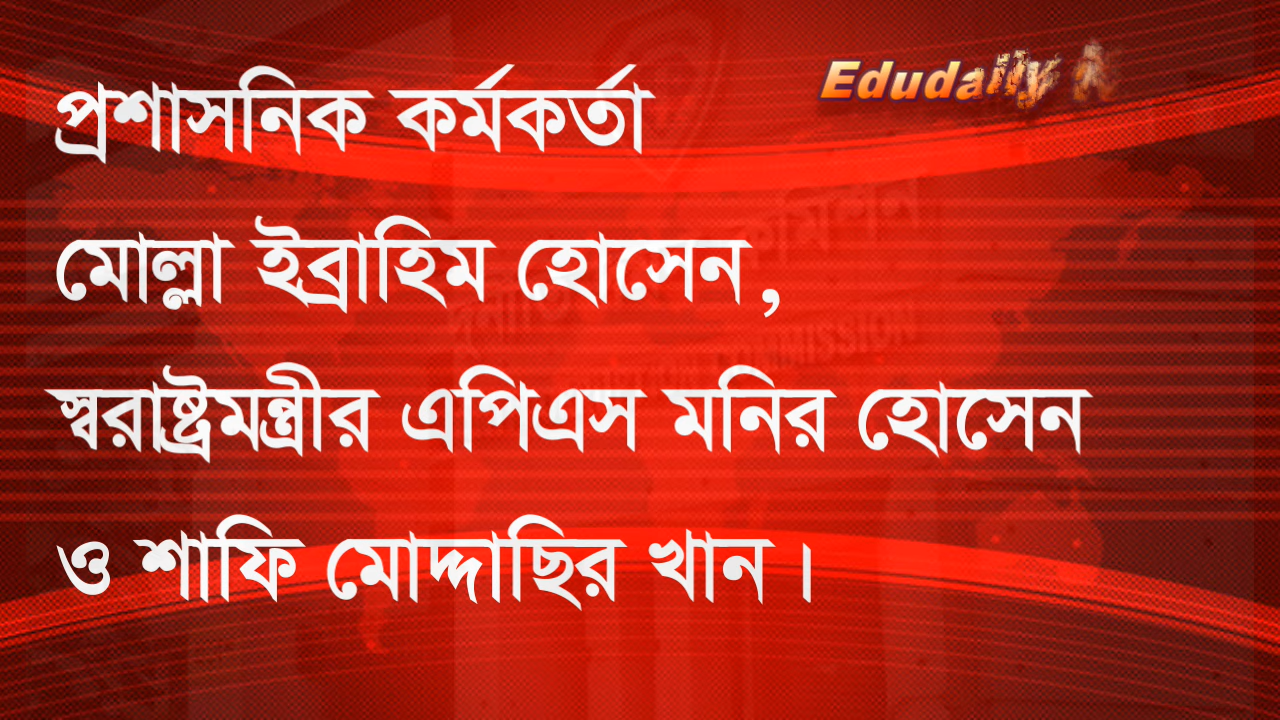 Edudaily
প্রশাসনিক কর্মকর্তা
মোল্লা ইব্রাহিম হোসেন,
স্বরাষ্ট্রমন্ত্রীর এপিএস মনির হোসেন
ও শাফি মোদ্দাছির খান।